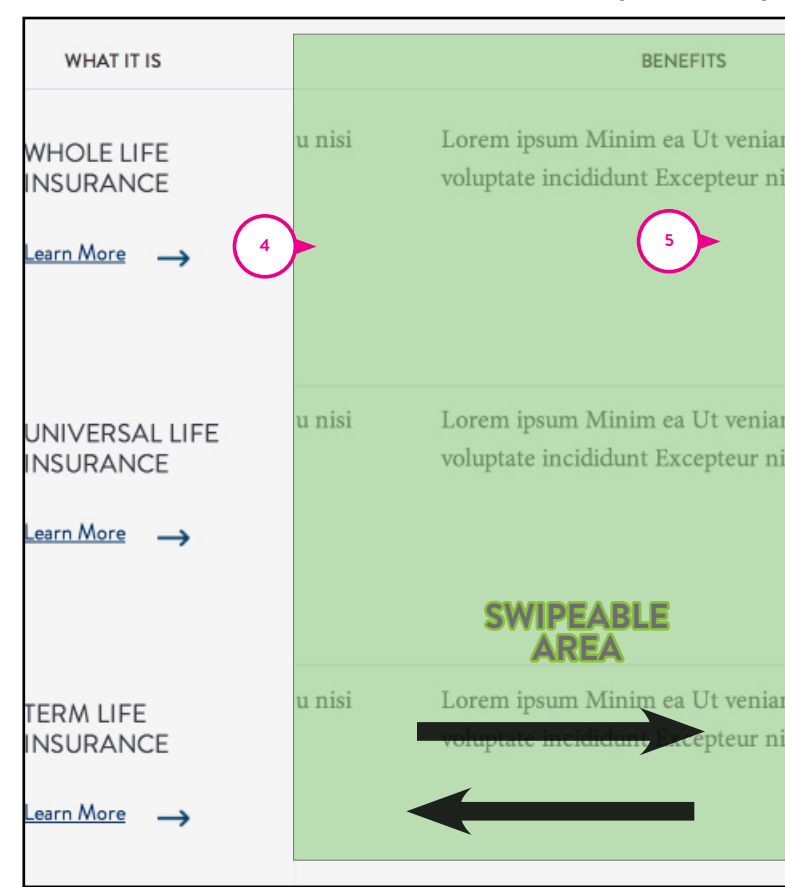 WHAT IT IS
BENEFITS
WHOLE LIFE
INSURANCE
Learn More
u nisi
Lorem ipsum Minim ea Ut venian
voluptate incididunt Excepteur ni
4
5
UNIVERSAL LIFE
INSURANCE
Learn More
u nisi
Lorem ipsum Minim ea Ut venian
voluptate incididunt Excepteur ni
SWIPEABLE
AREA
TERM LIFE
INSURANCE
Learn More
u nisi
Lorem ipsum Minim ea Ut venian
voluptate incididunt Excepteur ni